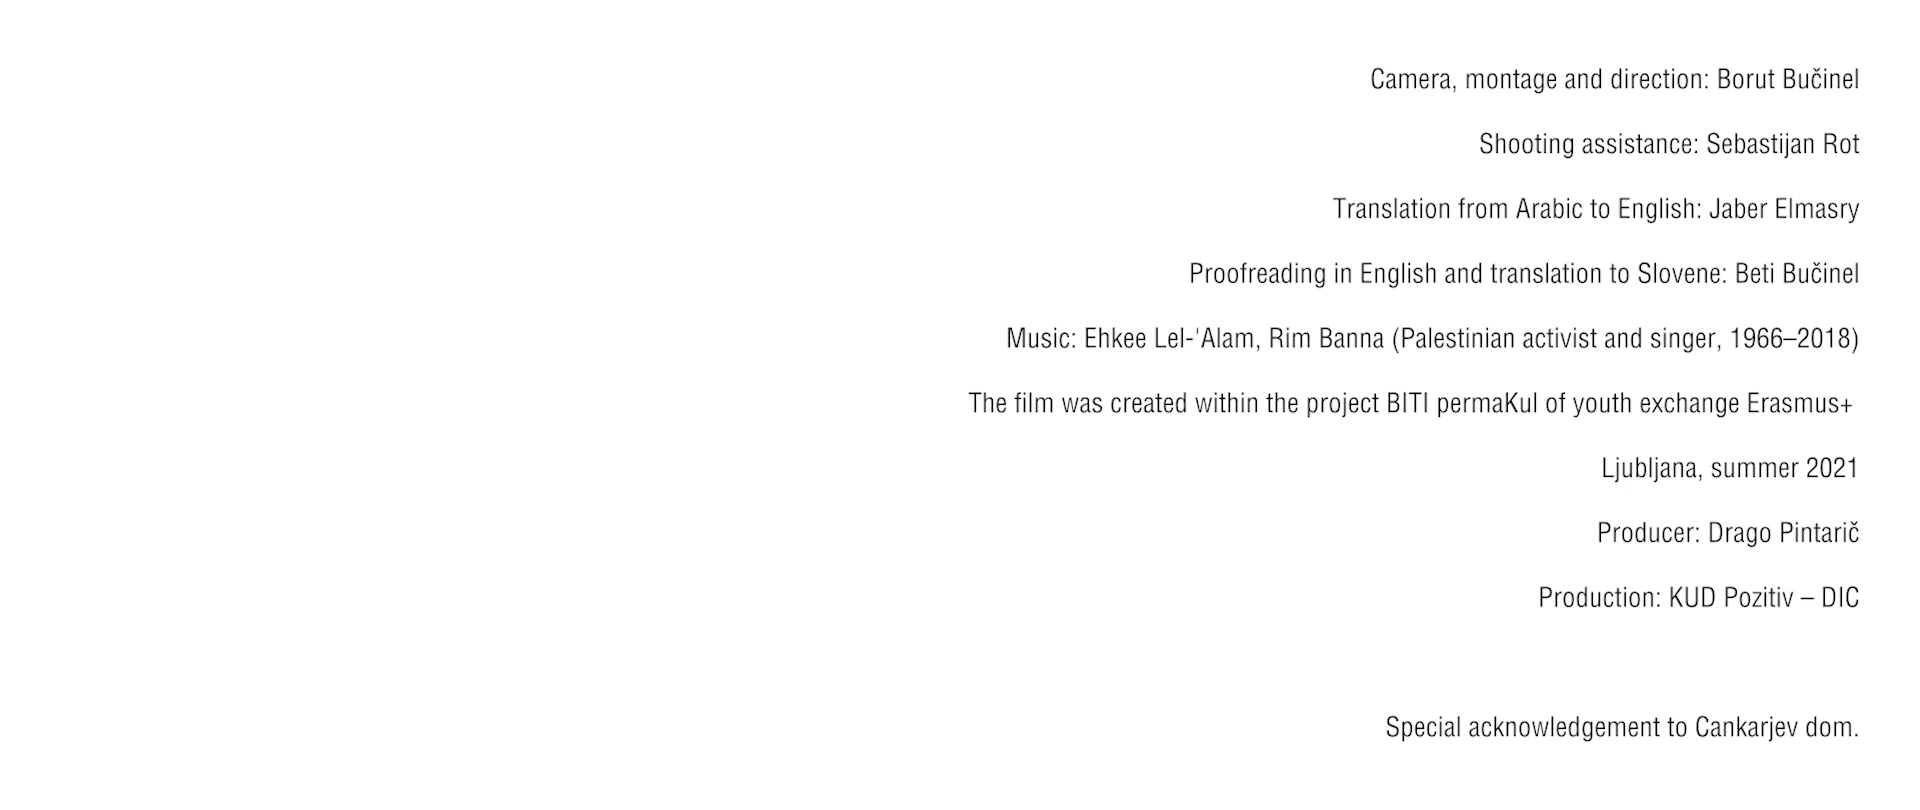 Camera, montage and direction: Borut Bučinel
Shooting assistance: Sebastijan Rot
Translation from Arabic to English: Jaber Elmasry
Proofreading in English and translation to Slovene: Beti Bučinel
Music: Ehkee Lel-'Alam, Rim Banna (Palestinian activist and singer, 1966–2018)
The film was created within the project BITI permaKul of youth exchange Erasmus+
Ljubljana, summer 2021
Producer: Drago Pintarič
Production: KUD Pozitiv – DIC
Special acknowledgement to Cankarjev dom.